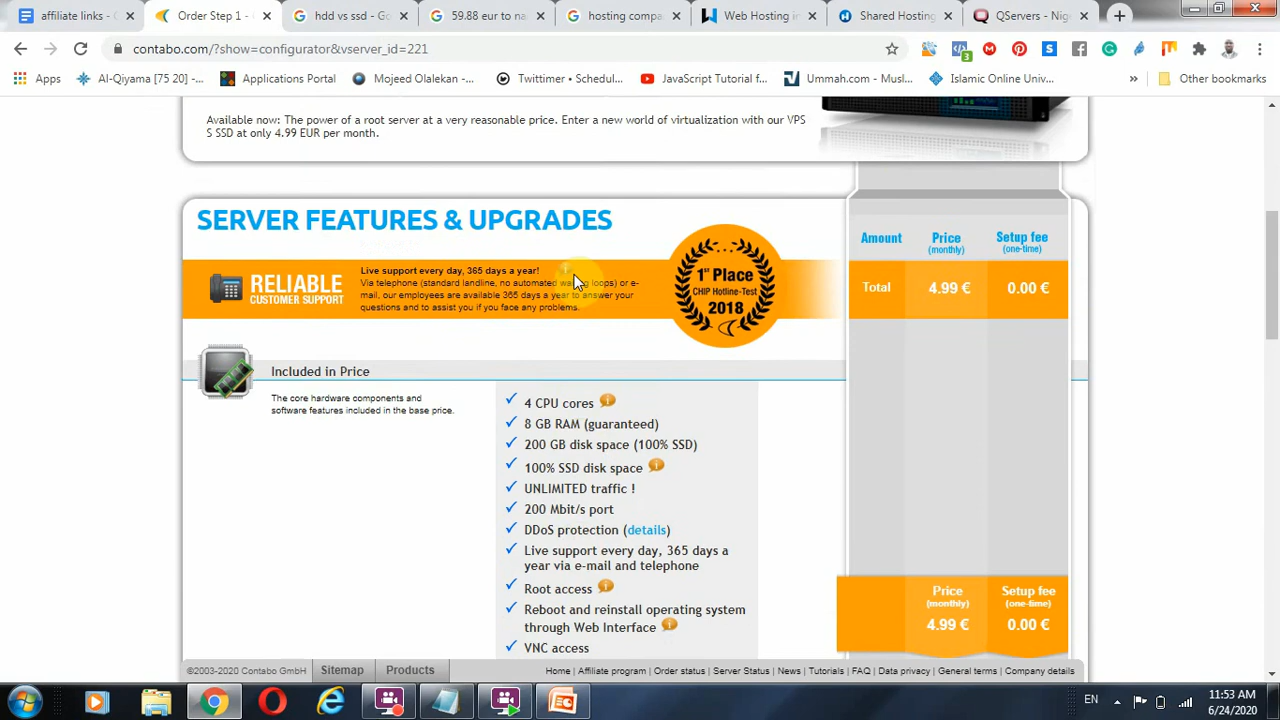 affiliate links - C
Order Step 1 -
hdd vs ssd - Go
59.88 eur to na
hosting compa
Web Hosting in
Shared Hosting
QServers - Nige
contabo.com/?show=configurator&vserver_id=221
3
Apps
Al-Qiyama [75 20] -...
Applications Portal
Mojeed Olalekan -...
Twittimer • Schedul...
JavaScript Tutorial f...
Ummah.com - Musl...
Islamic Online Univ...
»
Other bookmarks
Available now: The power of a root server at a very reasonable price. Enter a new world of virtualization with our VPS
S SSD at only 4.99 EUR per month.
SERVER FEATURES & UPGRADES
Amount
Price
(monthly)
Setup fee
(one-time)
RELIABLE
CUSTOMER SUPPORT
Live support every day, 365 days a year!
Via telephone (standard landline, no automated waiting loops) or e-
mail, our employees are available 365 days a year to answer your
questions and to assist you if you face any problems.
1st Place
CHIP Hotline-Test
2018
Total
4.99 €
0.00 €
Included in Price
The core hardware components and
software features included in the base price.
4 CPU cores
8 GB RAM (guaranteed)
200 GB disk space (100% SSD)
100% SSD disk space
UNLIMITED traffic !
200 Mbit/s port
DDoS protection (details)
Live support every day, 365 days a
year via e-mail and telephone
Root access
Reboot and reinstall operating system
through Web Interface
VNC access
Price
(monthly)
Setup fee
(one-time)
4.99 €
0.00 €
©2003-2020 Contabo GmbH
Sitemap
Products
Home | Affiliate program | Order status | Server Status | News | Tutorials | FAQ | Data privacy | General terms | Company details
EN
11:53 AM
6/24/2020